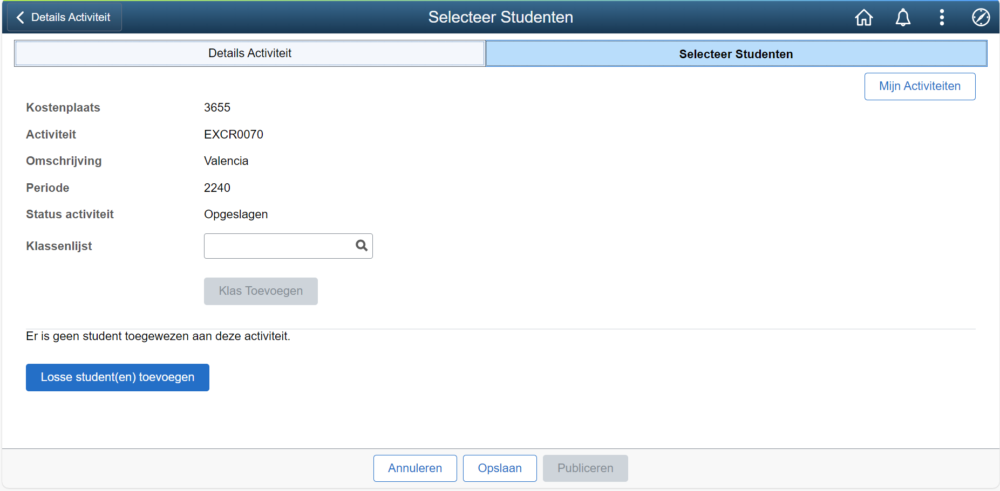 Details Activiteit
Selecteer Studenten
Details Activiteit
Selecteer Studenten
Mijn Activiteiten
Kostenplaats 3655
Activiteit EXCR0070
Omschrijving Valencia
Periode 2240
Status activiteit Opgeslagen
Klassenlijst
Klas Toevoegen
Er is geen student toegewezen aan deze activiteit.
Losse student(en) toevoegen
Annuleren Opslaan Publiceren